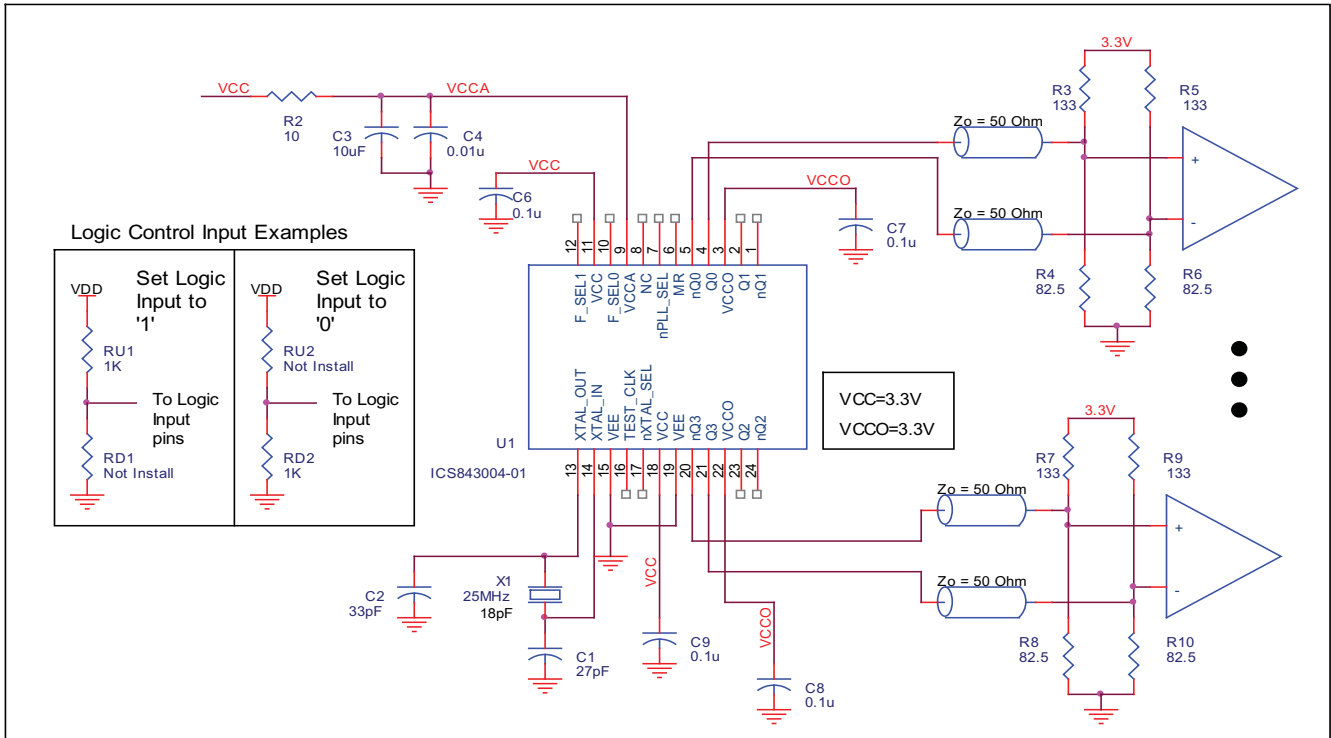 VCC
R2
10
VCCA
C3
10uF
C4
0.01u
VCC
C6
0.1u
VCCO
C7
0.1u
Zo = 50 Ohm
Zo = 50 Ohm
3.3V
R3
133
R5
133
R4
82.5
R6
82.5
+
-
Logic Control Input Examples
VDD
Set Logic
Input to
'1'
RU1
1K
To Logic
Input
pins
RD1
Not Install
VDD
Set Logic
Input to
'0'
RU2
Not Install
To Logic
Input
pins
RD2
1K
12
11
10
9
8
7
6
5
4
3
2
1
F_SEL1
VCC
F_SEL0
VCCA
NC
nPLL_SEL
MR
nQ0
Q0
VCCO
Q1
nQ1
XTAL_OUT
XTAL_IN
VEE
TEST_CLK
nXTAL_SEL
VCC
VEE
nQ3
Q3
VCCO
Q2
nQ2
U1
ICS843004-01
13
14
15
16
17
18
19
20
21
22
23
24
VCC=3.3V
VCCO=3.3V
C2
33pF
X1
25MHz
18pF
C1
27pF
VCC
C9
0.1u
VCCO
C8
0.1u
Zo = 50 Ohm
Zo = 50 Ohm
3.3V
R7
133
R9
133
R8
82.5
R10
82.5
+
-